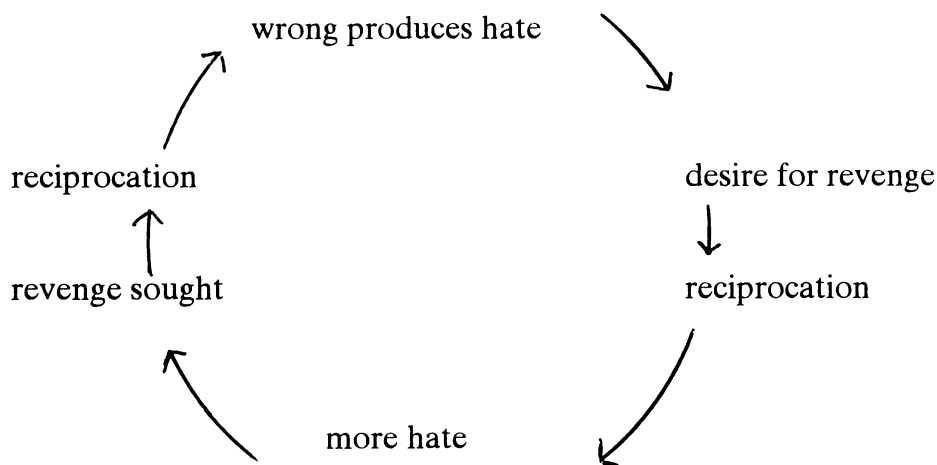 wrong produces hate
desire for revenge
reciprocation
more hate
revenge sought
reciprocation